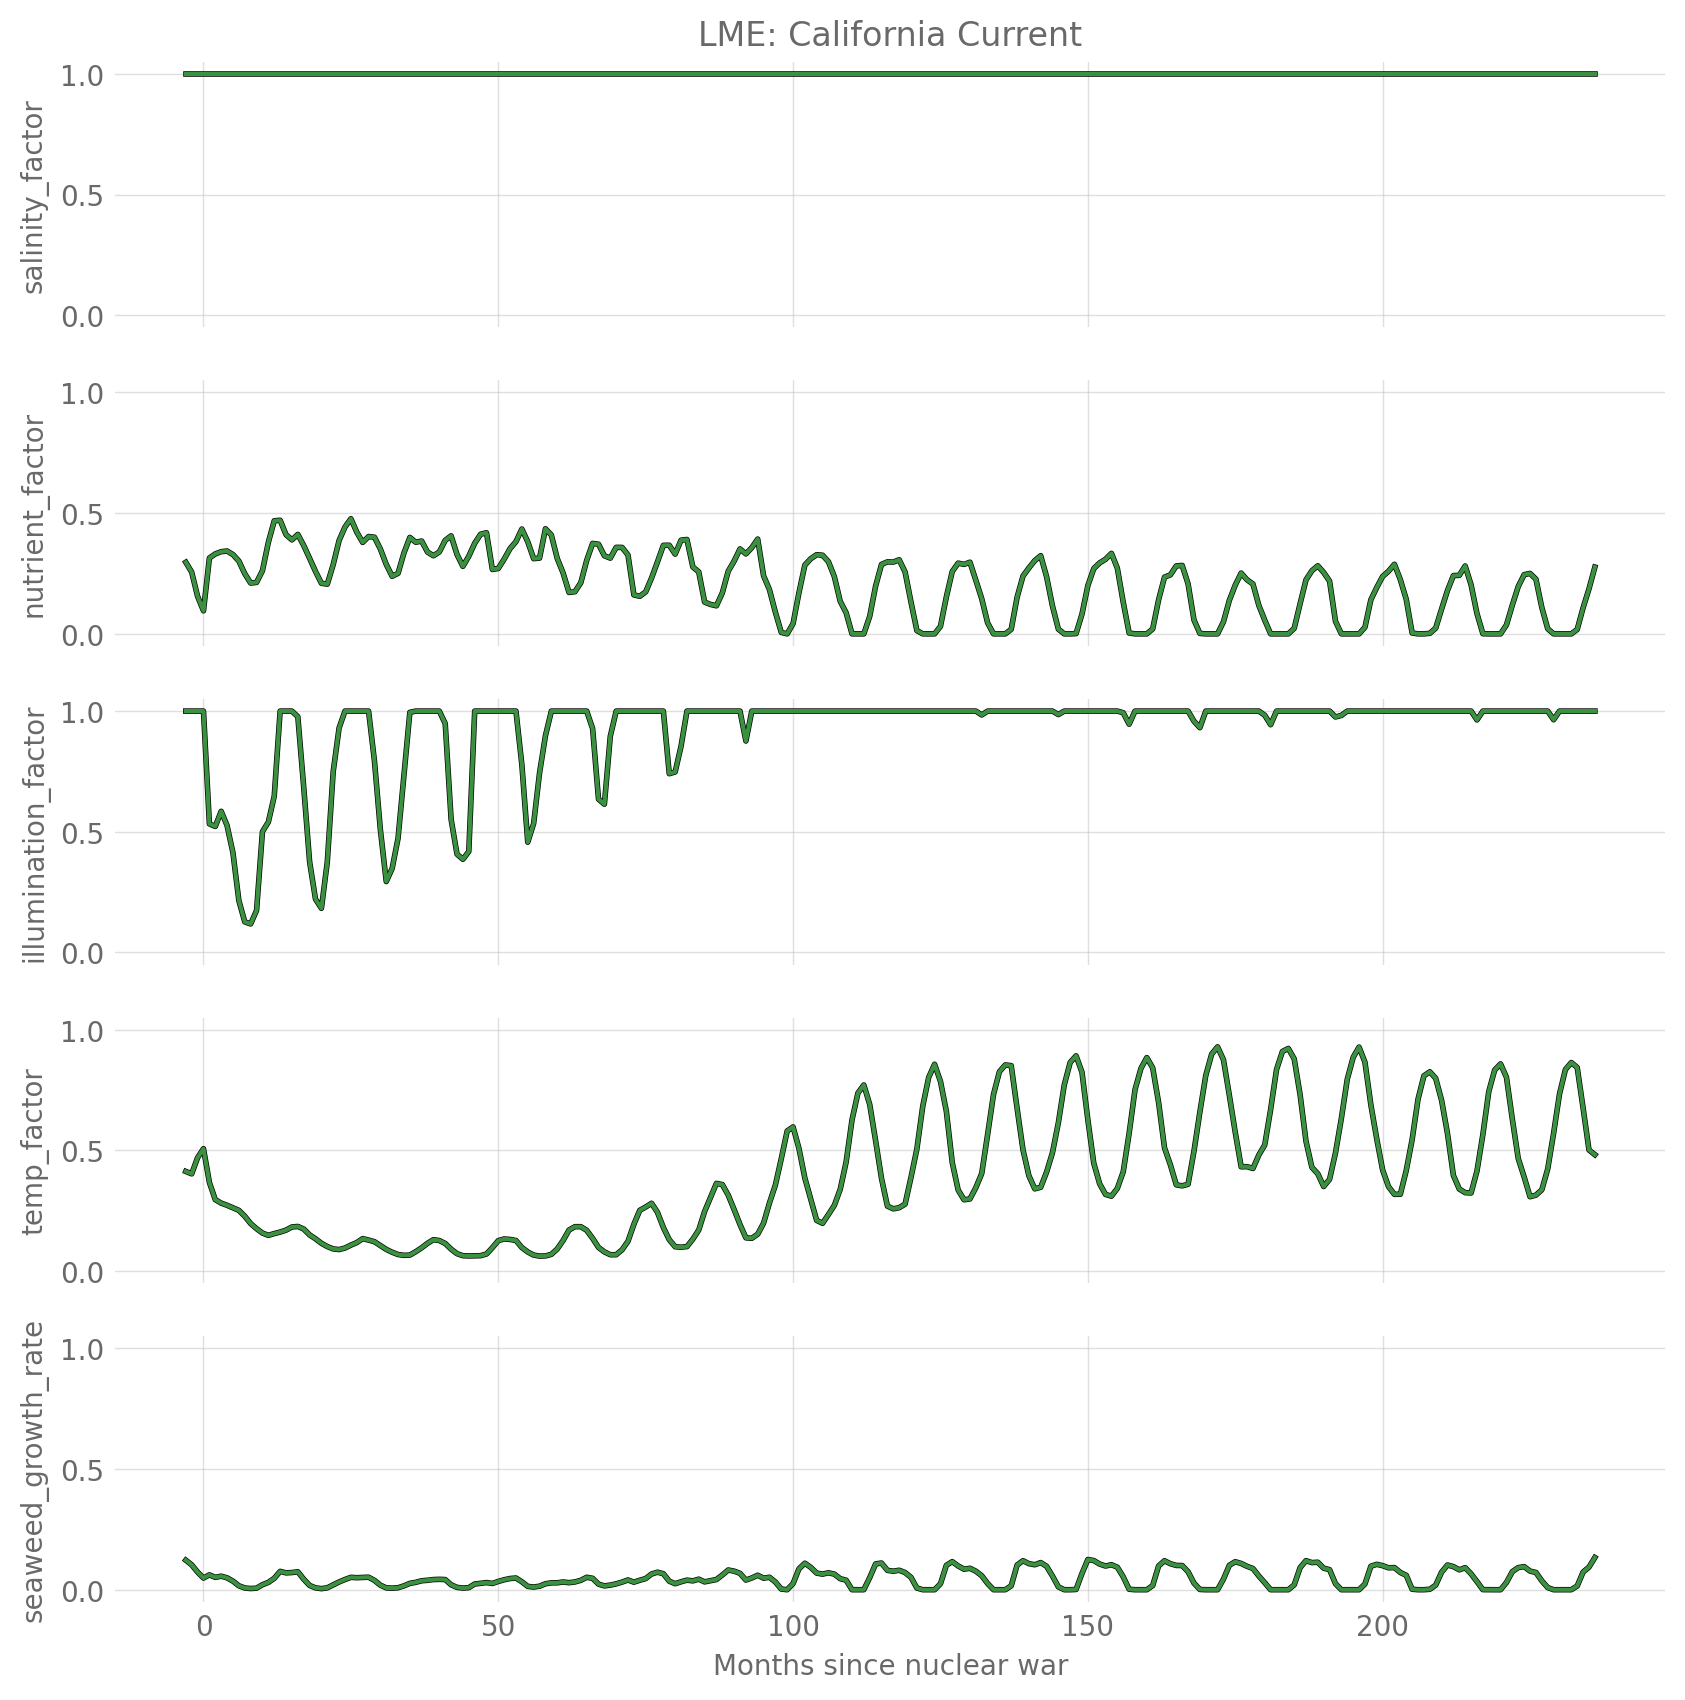 LME: California Current
1.0
0.5
0.0
salinity_factor
1.0
0.5
0.0
nutrient_factor
1.0
0.5
0.0
illumination_factor
1.0
0.5
0.0
temp_factor
1.0
0.5
0.0
seaweed_growth_rate
0 50 100 150 200
Months since nuclear war